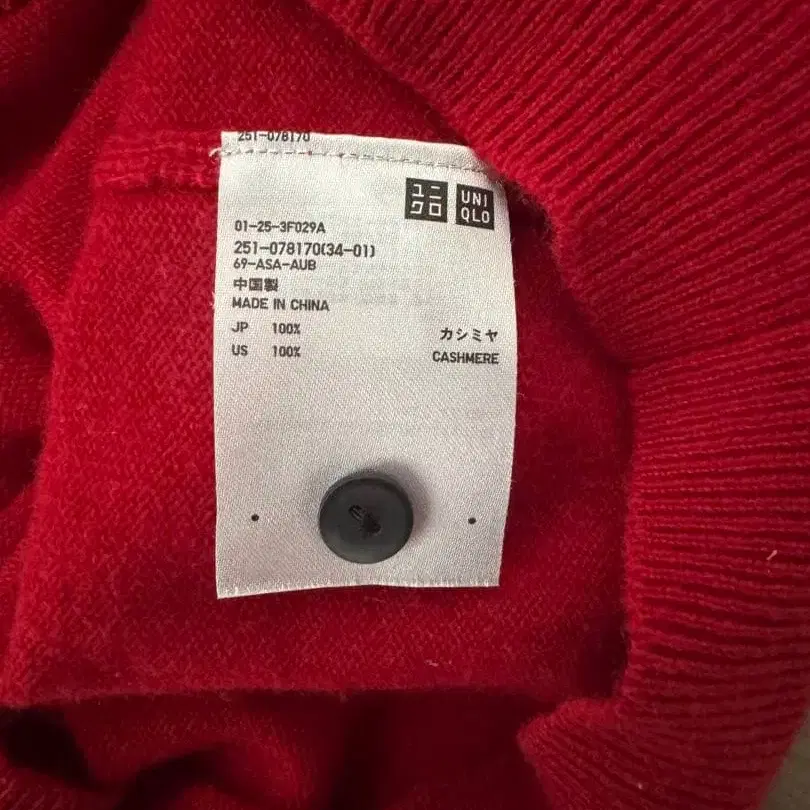 251-078170
ユニ
クロ
UNI
QLO
01-25-3F029A
251-078170(34-01)
69-ASA-AUB
中国製
MADE IN CHINA
JP 100% カシミヤ
US 100% CASHMERE